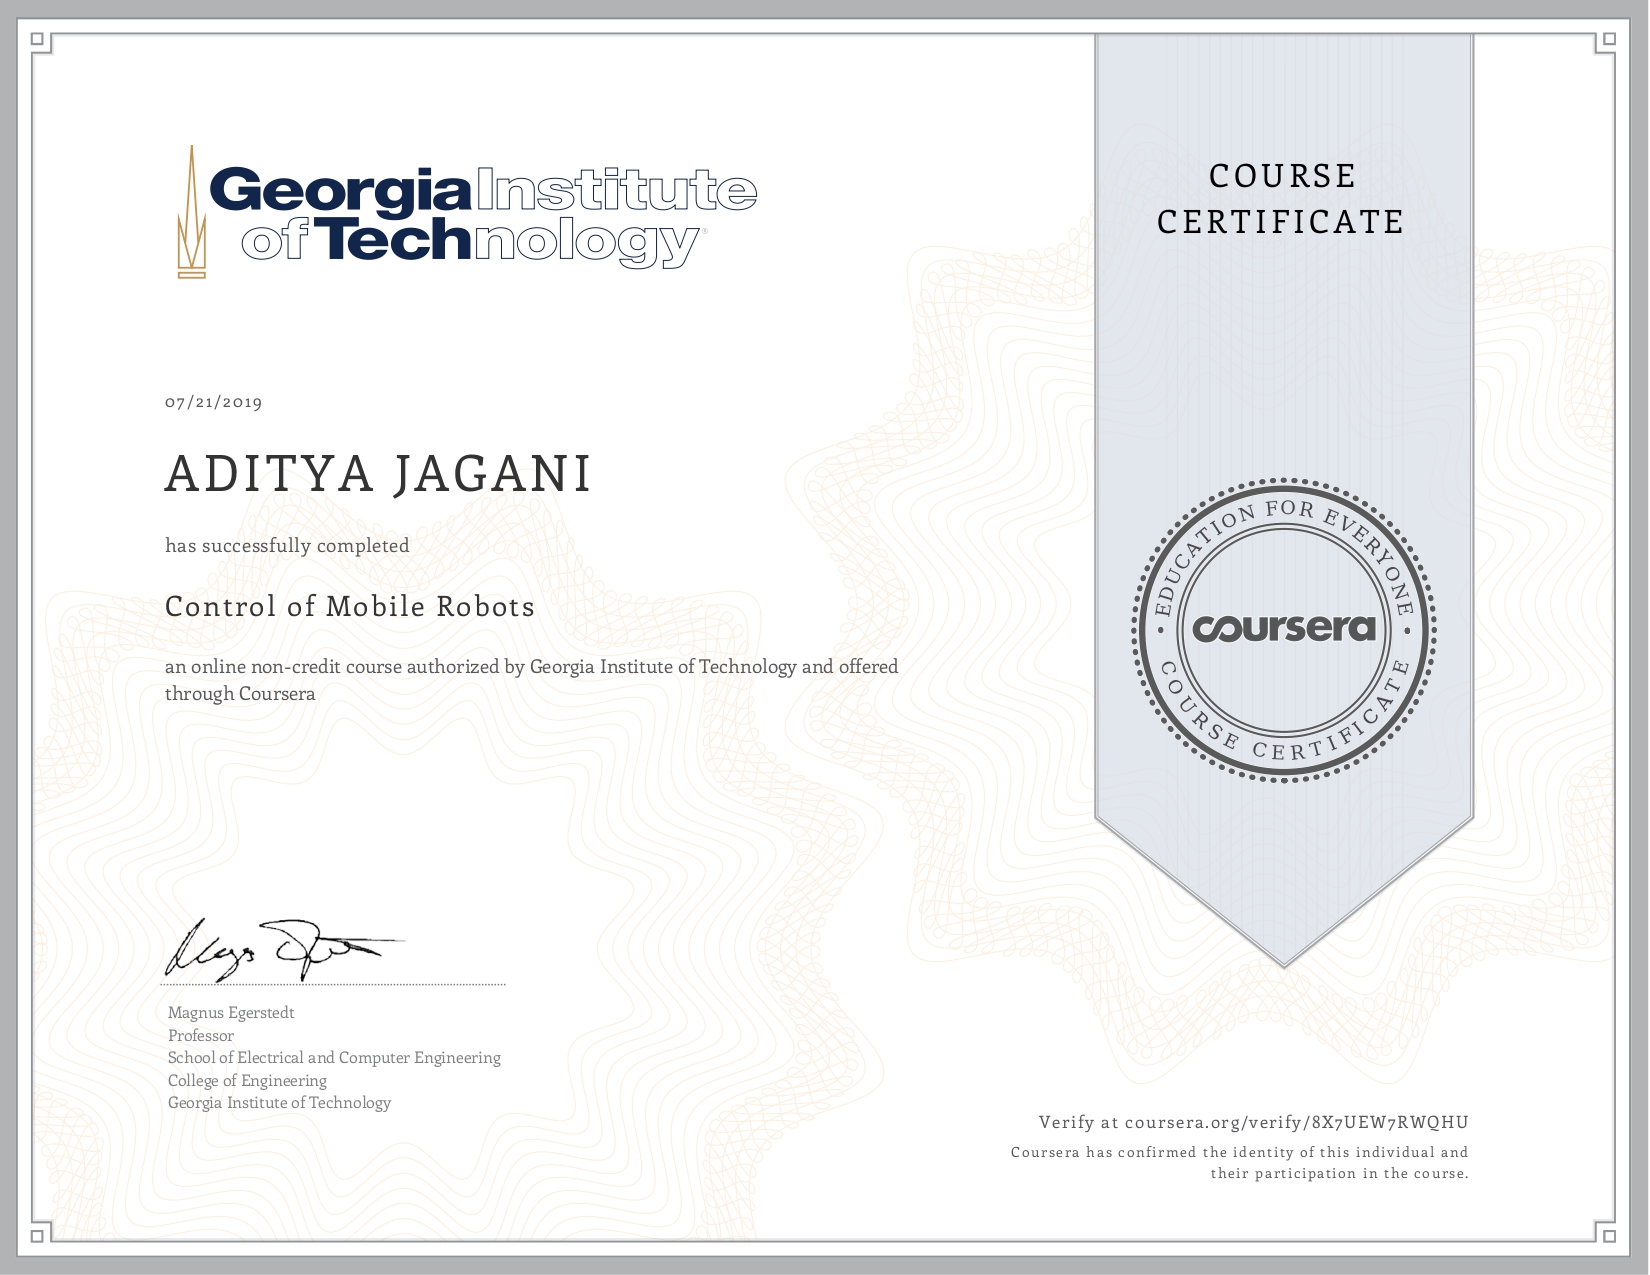 Georgia Institute
of Technology®
COURSE
CERTIFICATE
07/21/2019
ADITYA JAGANI
has successfully completed
Control of Mobile Robots
an online non-credit course authorized by Georgia Institute of Technology and offered
through Coursera
EDUCATION FOR EVERYONE
coursera
COURSE CERTIFICATE
Magnus Egerstedt
Professor
School of Electrical and Computer Engineering
College of Engineering
Georgia Institute of Technology
Verify at coursera.org/verify/8X7UEW7RWQHU
Coursera has confirmed the identity of this individual and
their participation in the course.